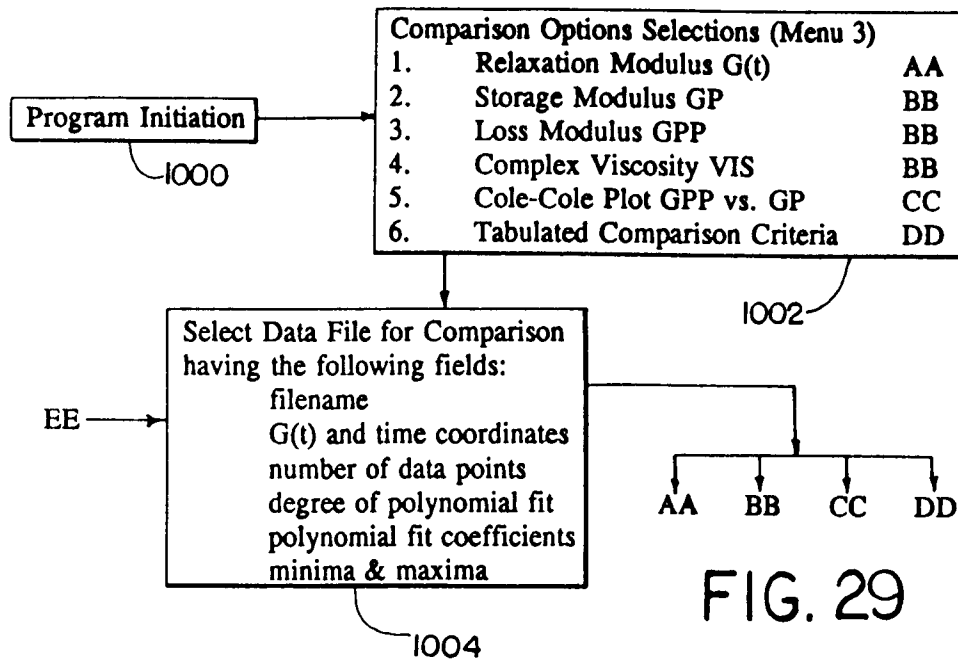 Program Initiation
1000
Comparison Options Selections (Menu 3)
1. Relaxation Modulus G(t) AA
2. Storage Modulus GP BB
3. Loss Modulus GPP BB
4. Complex Viscosity VIS BB
5. Cole-Cole Plot GPP vs. GP CC
6. Tabulated Comparison Criteria DD
1002
EE
Select Data File for Comparison
having the following fields:
filename
G(t) and time coordinates
number of data points
degree of polynomial fit
polynomial fit coefficients
minima & maxima
1004
AA BB CC DD
FIG. 29